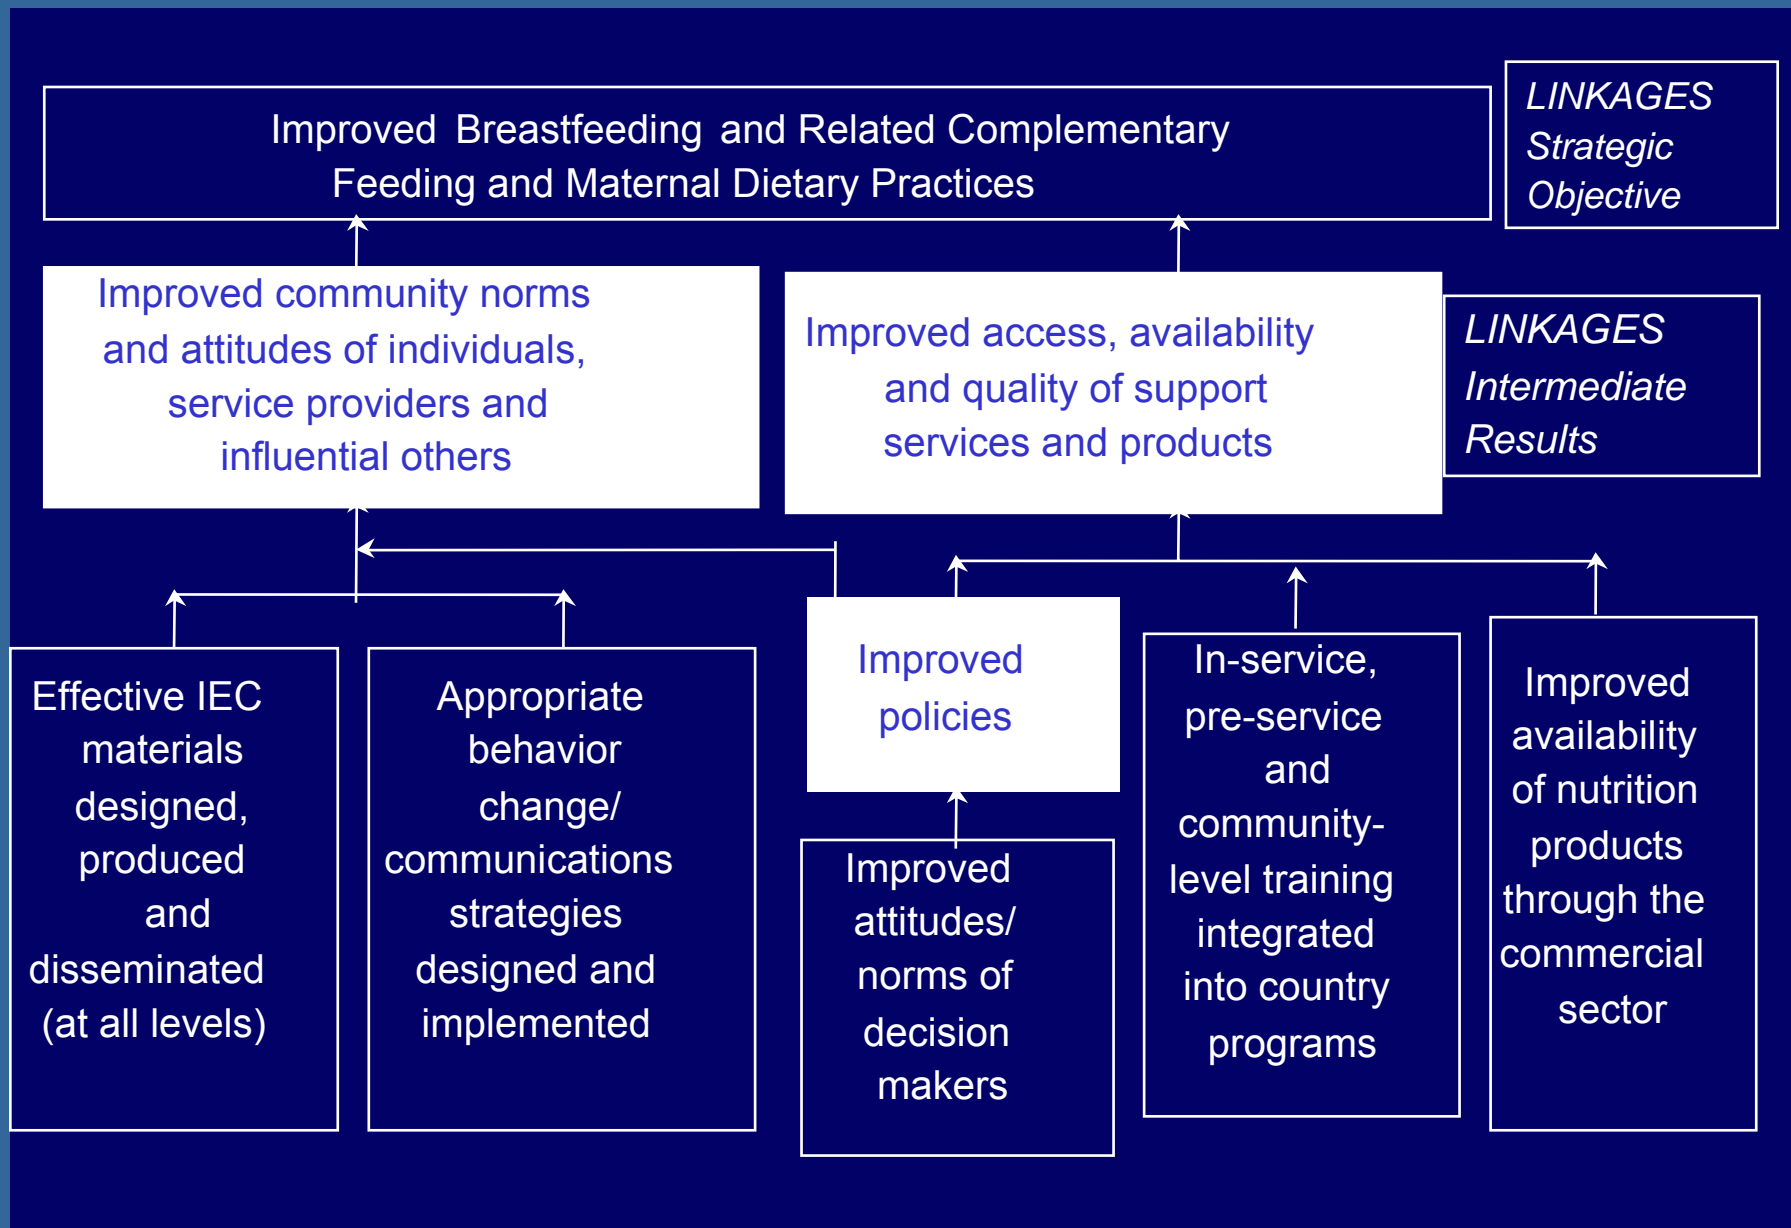 Improved Breastfeeding and Related Complementary
Feeding and Maternal Dietary Practices
LINKAGES
Strategic
Objective
Improved community norms
and attitudes of individuals,
service providers and
influential others
Improved access, availability
and quality of support
services and products
LINKAGES
Intermediate
Results
Effective IEC
materials
designed,
produced
and
disseminated
(at all levels)
Appropriate
behavior
change/
communications
strategies
designed and
implemented
Improved
policies
Improved
attitudes/
norms of
decision
makers
In-service,
pre-service
and
community-
level training
integrated
into country
programs
Improved
availability
of nutrition
products
through the
commercial
sector